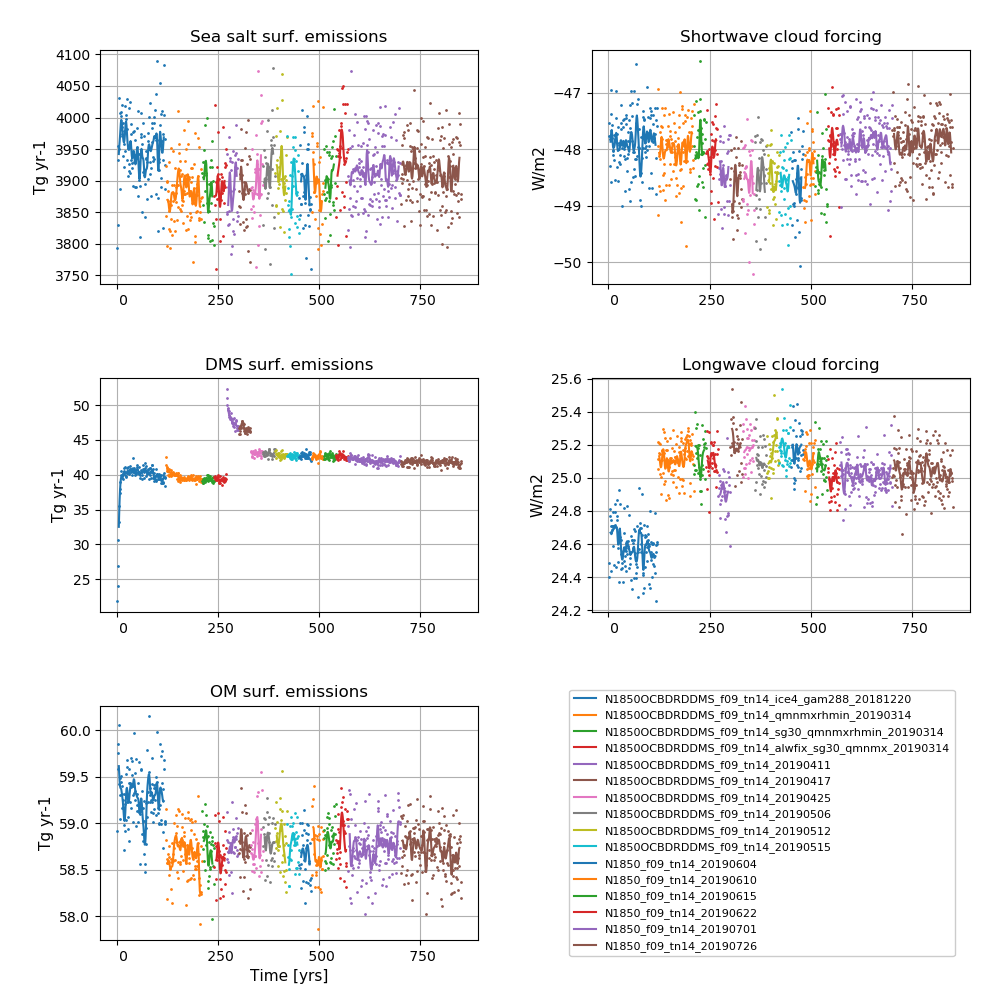 Sea salt surf. emissions
4100
4050
4000
3950
3900
3850
3800
3750
Tg yr-1
0 250 500 750
Shortwave cloud forcing
−47
−48
−49
−50
W/m2
0 250 500 750
DMS surf. emissions
50
45
40
35
30
25
Tg yr-1
0 250 500 750
Longwave cloud forcing
25.6
25.4
25.2
25.0
24.8
24.6
24.4
24.2
W/m2
0 250 500 750
OM surf. emissions
60.0
59.5
59.0
58.5
58.0
Tg yr-1
0 250 500 750
Time [yrs]
N1850OCBDRDDMS_f09_tn14_ice4_gam288_20181220
N1850OCBDRDDMS_f09_tn14_qmnmxrhmin_20190314
N1850OCBDRDDMS_f09_tn14_sg30_qmnmxrhmin_20190314
N1850OCBDRDDMS_f09_tn14_alwfix_sg30_qmnmx_20190314
N1850OCBDRDDMS_f09_tn14_20190411
N1850OCBDRDDMS_f09_tn14_20190417
N1850OCBDRDDMS_f09_tn14_20190425
N1850OCBDRDDMS_f09_tn14_20190506
N1850OCBDRDDMS_f09_tn14_20190512
N1850OCBDRDDMS_f09_tn14_20190515
N1850_f09_tn14_20190604
N1850_f09_tn14_20190610
N1850_f09_tn14_20190615
N1850_f09_tn14_20190622
N1850_f09_tn14_20190701
N1850_f09_tn14_20190726